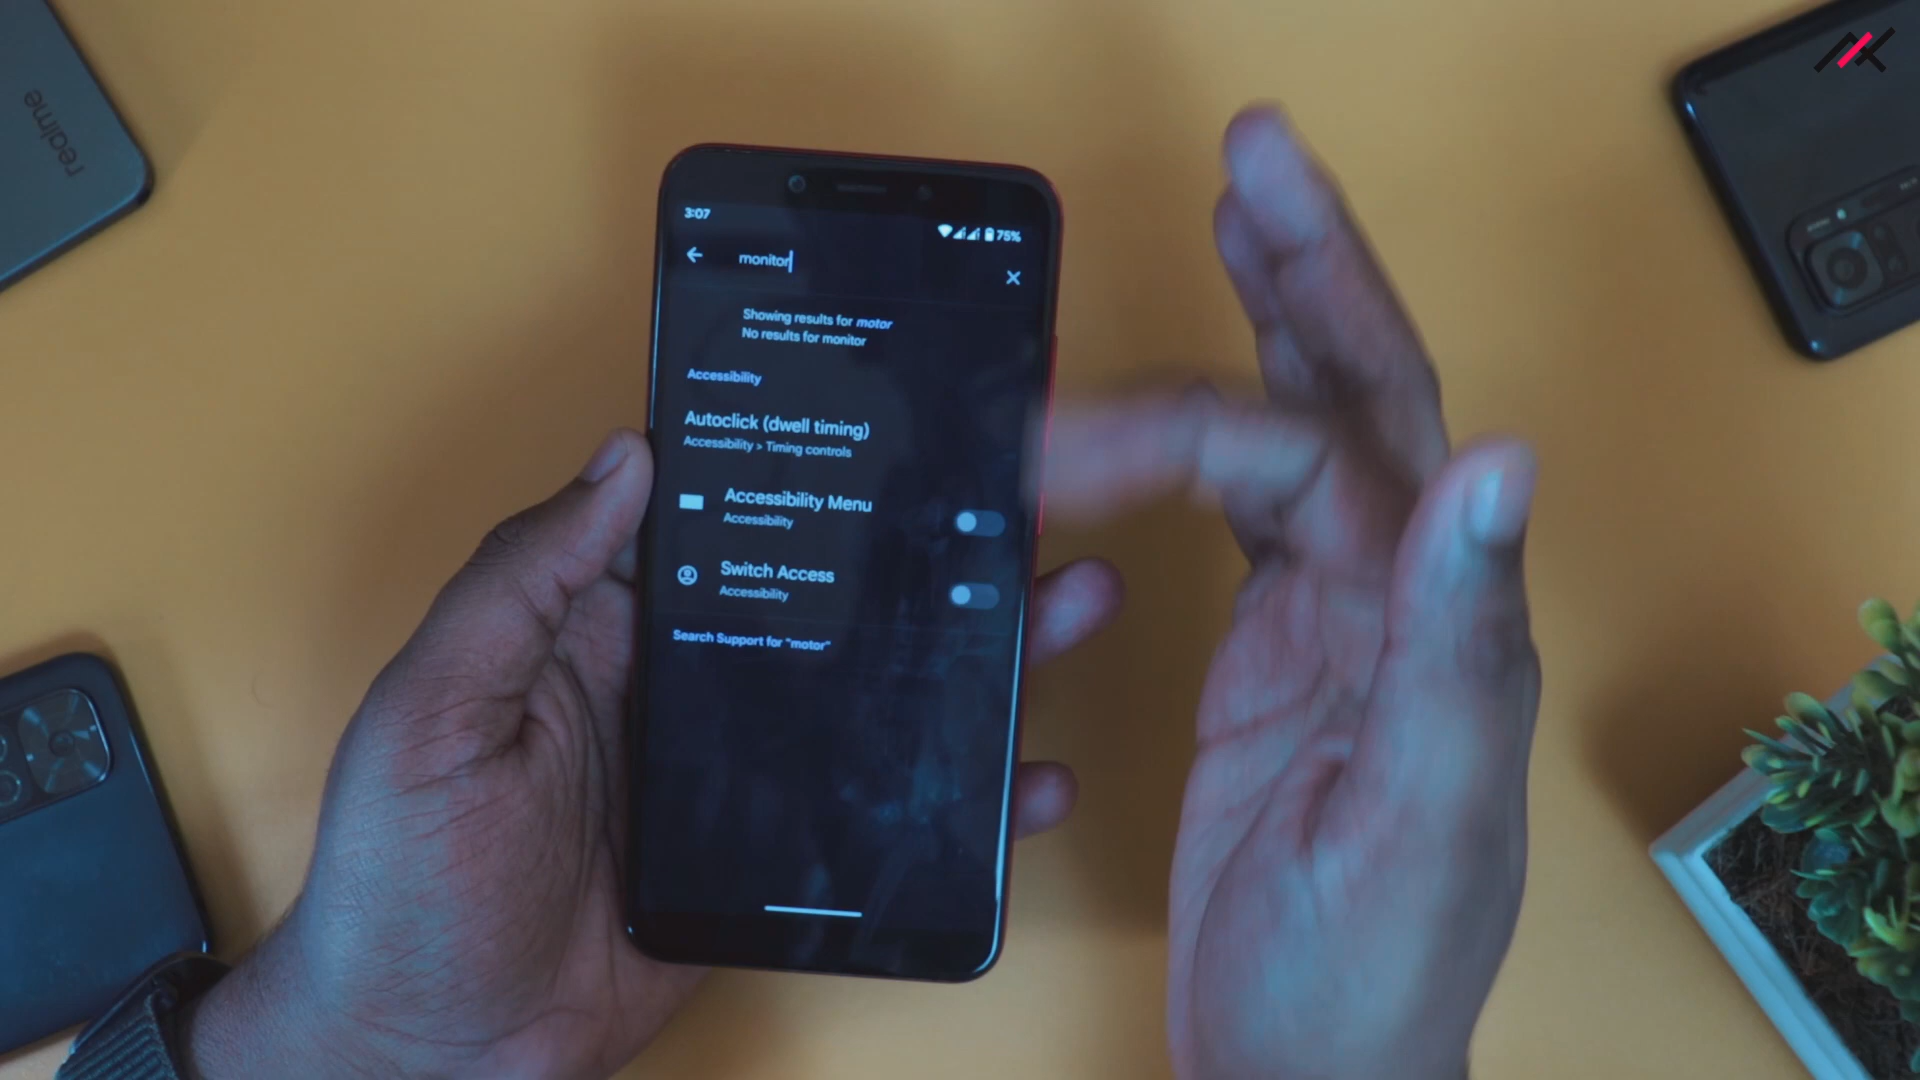 realme
3:07
75%
monitor
Showing results for motor
No results for monitor
Accessibility
Autoclick (dwell timing)
Accessibility > Timing controls
Accessibility Menu
Accessibility
Switch Access
Accessibility
Search Support for "motor"